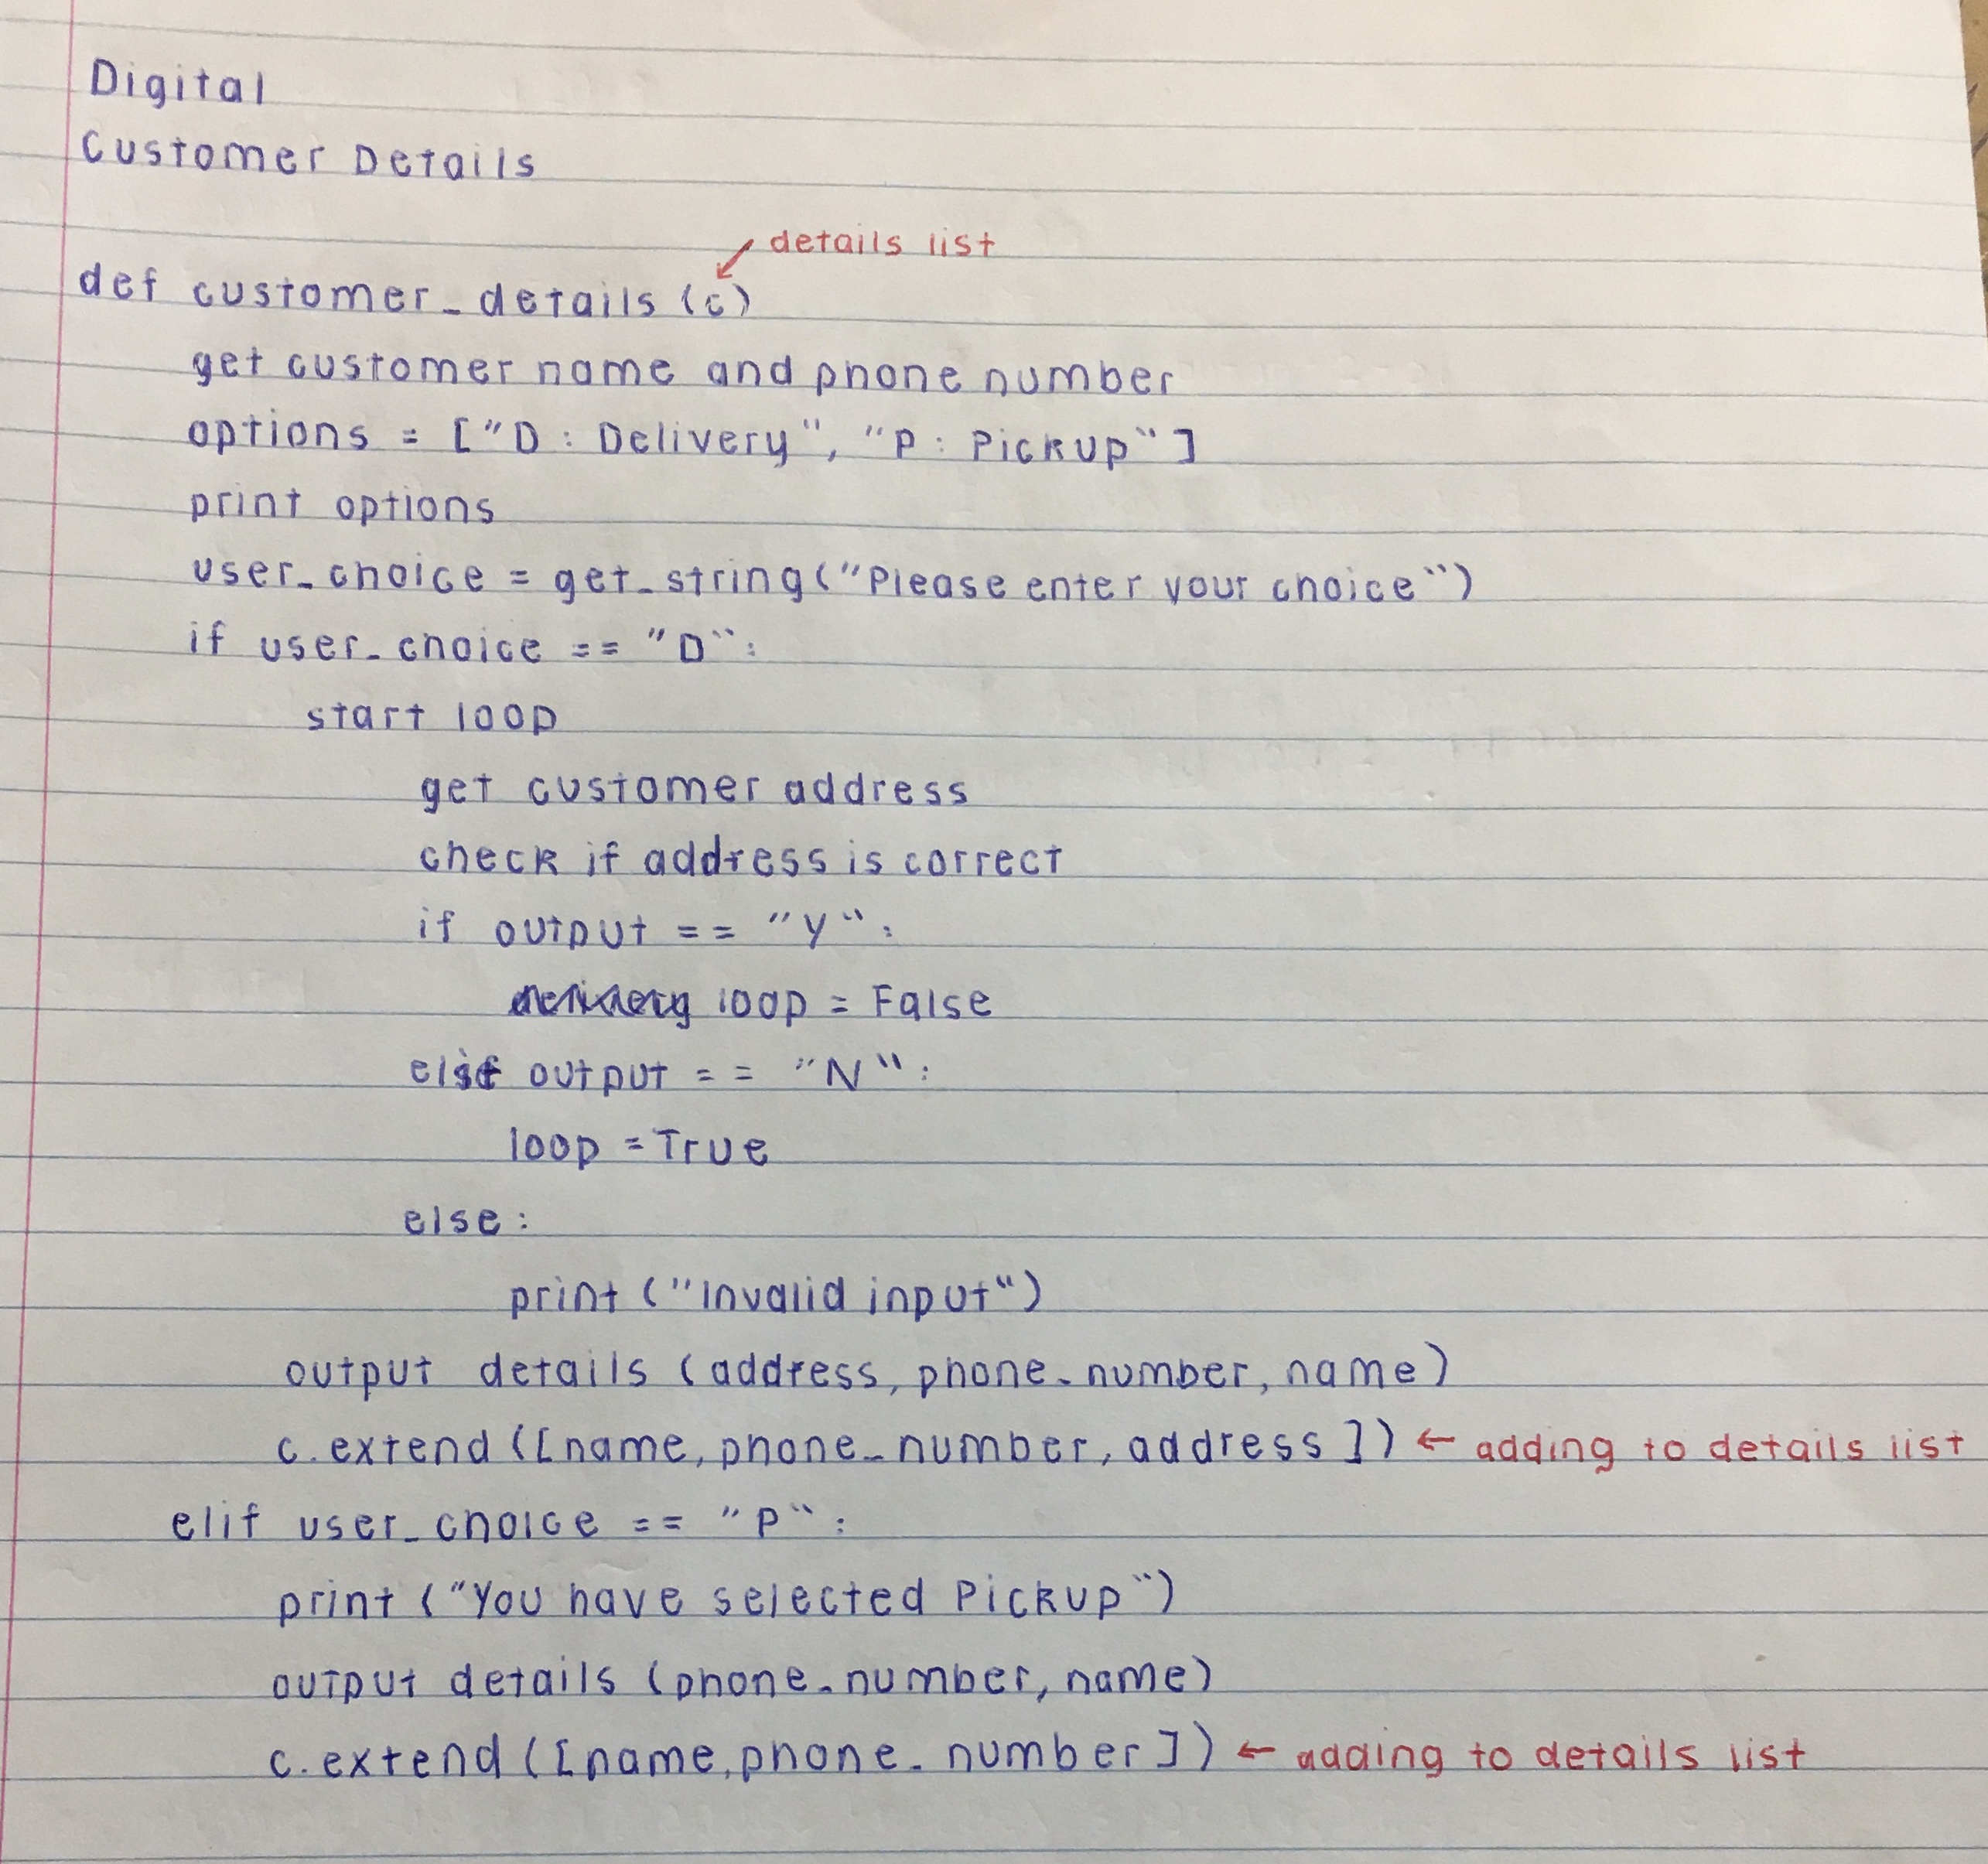 Digital
Customer Details
details list
def customer_details (c)
get customer name and phone number
options = ["D : Delivery", "P : Pickup"]
print options
user_choice = get_string("Please enter your choice")
if user_choice == "D":
start loop
get customer address
check if address is correct
if output == "Y":
loop = False
elif output == "N":
loop = True
else:
print ("Invalid input")
output details (address, phone_number, name)
c.extend ([name, phone_number, address ]) ← adding to details list
elif user_choice == "P":
print ("You have selected Pickup")
output details (phone_number, name)
c.extend ([name, phone_number]) ← adding to details list